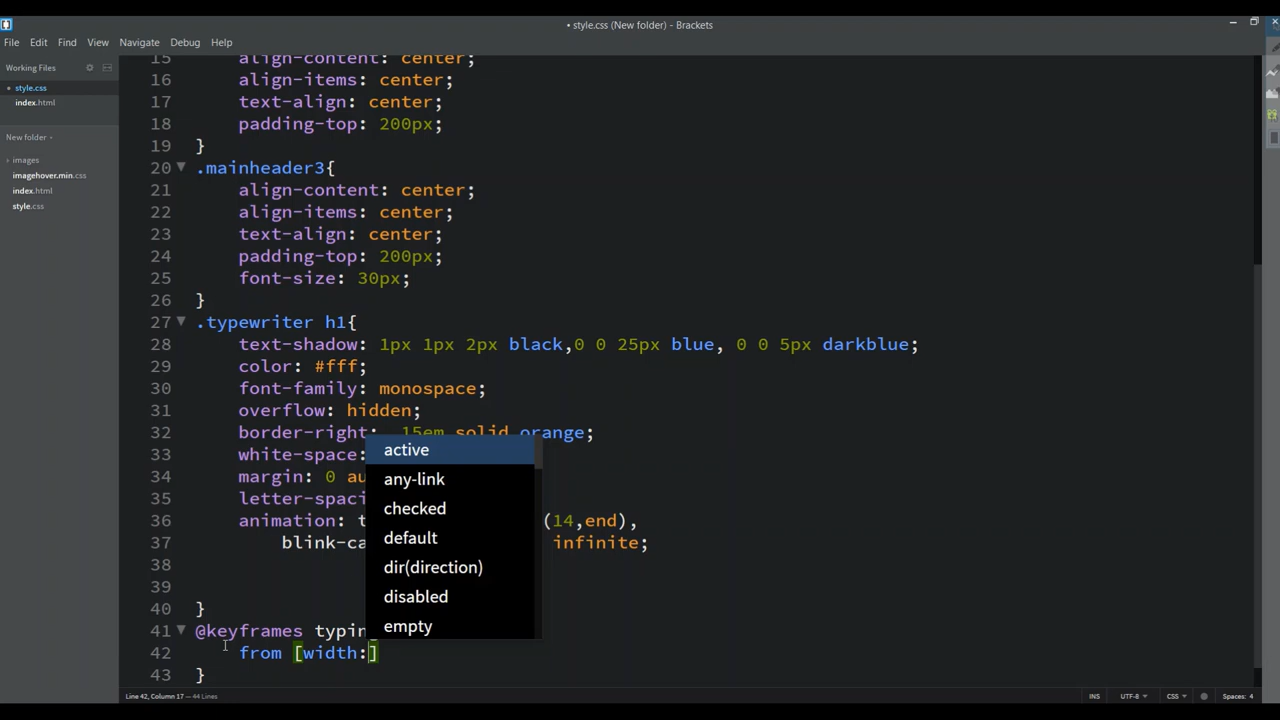 • style.css (New folder) - Brackets
File Edit Find View Navigate Debug Help
Working Files
• style.css
index.html
New folder
images
imagehover.min.css
index.html
style.css
15 align-content: center;
16 align-items: center;
17 text-align: center;
18 padding-top: 200px;
19 }
20 .mainheader3{
21 align-content: center;
22 align-items: center;
23 text-align: center;
24 padding-top: 200px;
25 font-size: 30px;
26 }
27 .typewriter h1{
28 text-shadow: 1px 1px 2px black,0 0 25px blue, 0 0 5px darkblue;
29 color: #fff;
30 font-family: monospace;
31 overflow: hidden;
32 border-right: .15em solid orange;
33 white-space:
34 margin: 0 au
35 letter-spaci
36 animation: t (14,end),
37 blink-ca infinite;
38
39
40 }
41 @keyframes typin
42 from [width:]
43 }
active
any-link
checked
default
dir(direction)
disabled
empty
Line 42, Column 17 — 44 Lines
INS UTF-8 CSS Spaces: 4